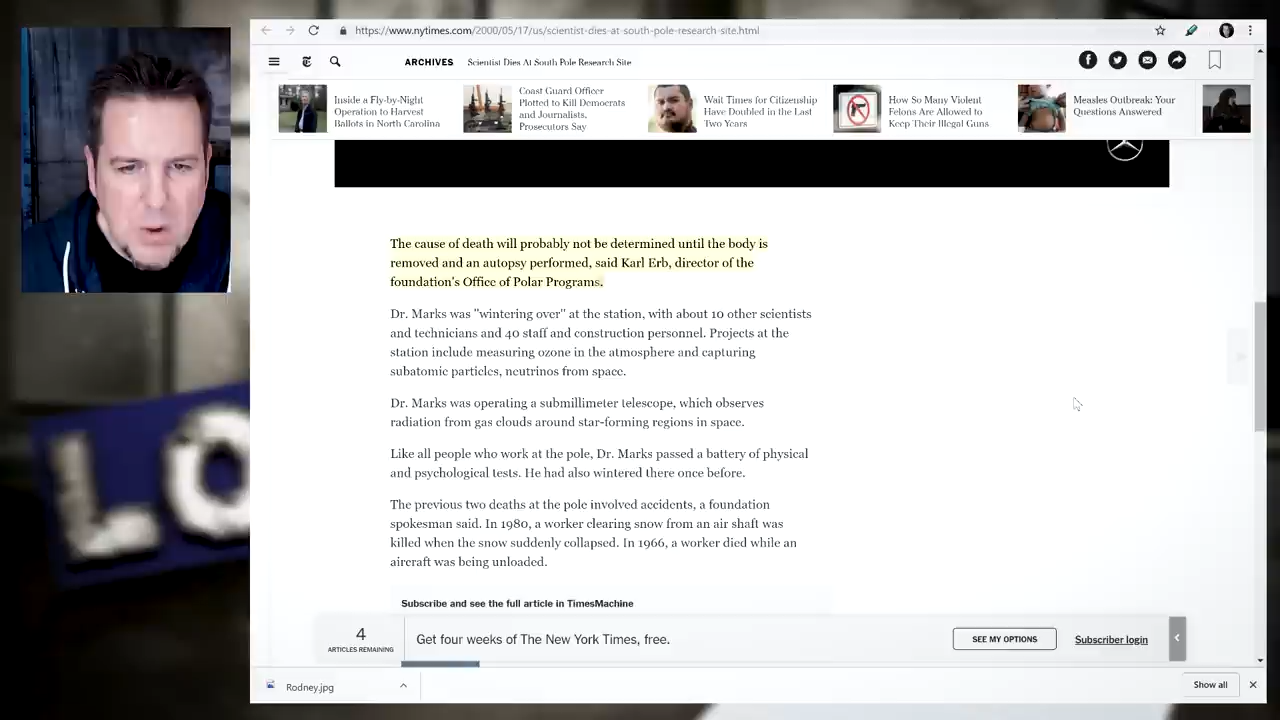 https://www.nytimes.com/2000/05/17/us/scientist-dies-at-south-pole-research-site.html
ARCHIVES
Scientist Dies At South Pole Research Site
Inside a Fly-by-Night
Operation to Harvest
Ballots in North Carolina
Coast Guard Officer
Plotted to Kill Democrats
and Journalists,
Prosecutors Say
Wait Times for Citizenship
Have Doubled in the Last
Two Years
How So Many Violent
Felons Are Allowed to
Keep Their Illegal Guns
Measles Outbreak: Your
Questions Answered
The cause of death will probably not be determined until the body is
removed and an autopsy performed, said Karl Erb, director of the
foundation's Office of Polar Programs.
Dr. Marks was "wintering over" at the station, with about 10 other scientists
and technicians and 40 staff and construction personnel. Projects at the
station include measuring ozone in the atmosphere and capturing
subatomic particles, neutrinos from space.
Dr. Marks was operating a submillimeter telescope, which observes
radiation from gas clouds around star-forming regions in space.
Like all people who work at the pole, Dr. Marks passed a battery of physical
and psychological tests. He had also wintered there once before.
The previous two deaths at the pole involved accidents, a foundation
spokesman said. In 1980, a worker clearing snow from an air shaft was
killed when the snow suddenly collapsed. In 1966, a worker died while an
aircraft was being unloaded.
Subscribe and see the full article in TimesMachine
4
ARTICLES REMAINING
Get four weeks of The New York Times, free.
SEE MY OPTIONS
Subscriber login
Rodney.jpg
Show all
LO